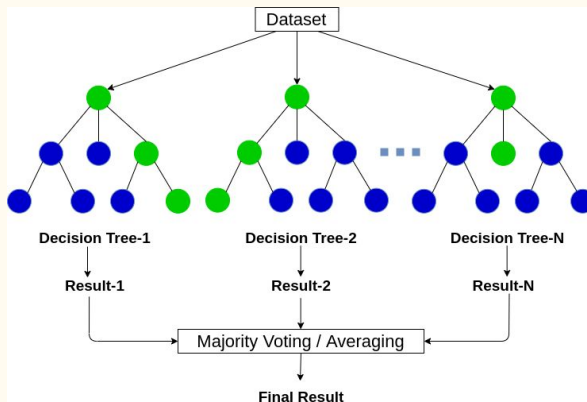 Dataset
Decision Tree-1
Decision Tree-2
Decision Tree-N
Result-1
Result-2
Result-N
Majority Voting / Averaging
Final Result